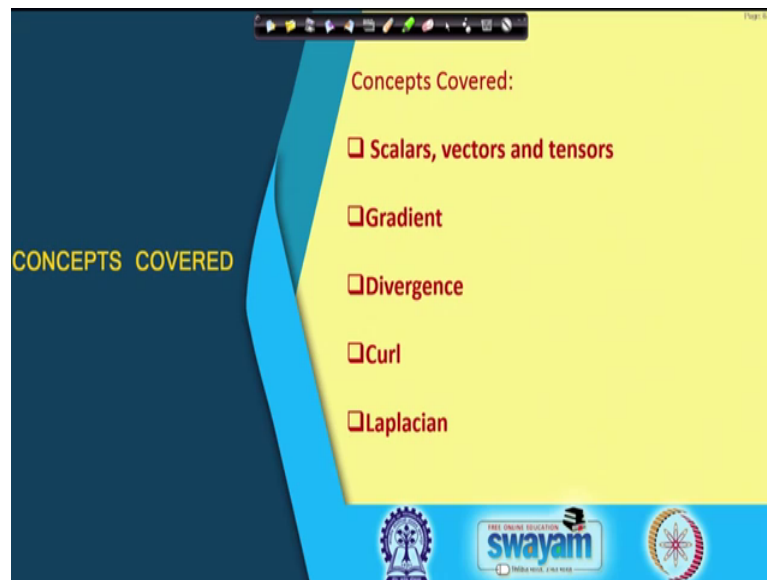 Concepts Covered:
Scalars, vectors and tensors
Gradient
CONCEPTS COVERED
Divergence
Curl
Laplacian
FREE ONLINE EDUCATION
swayam